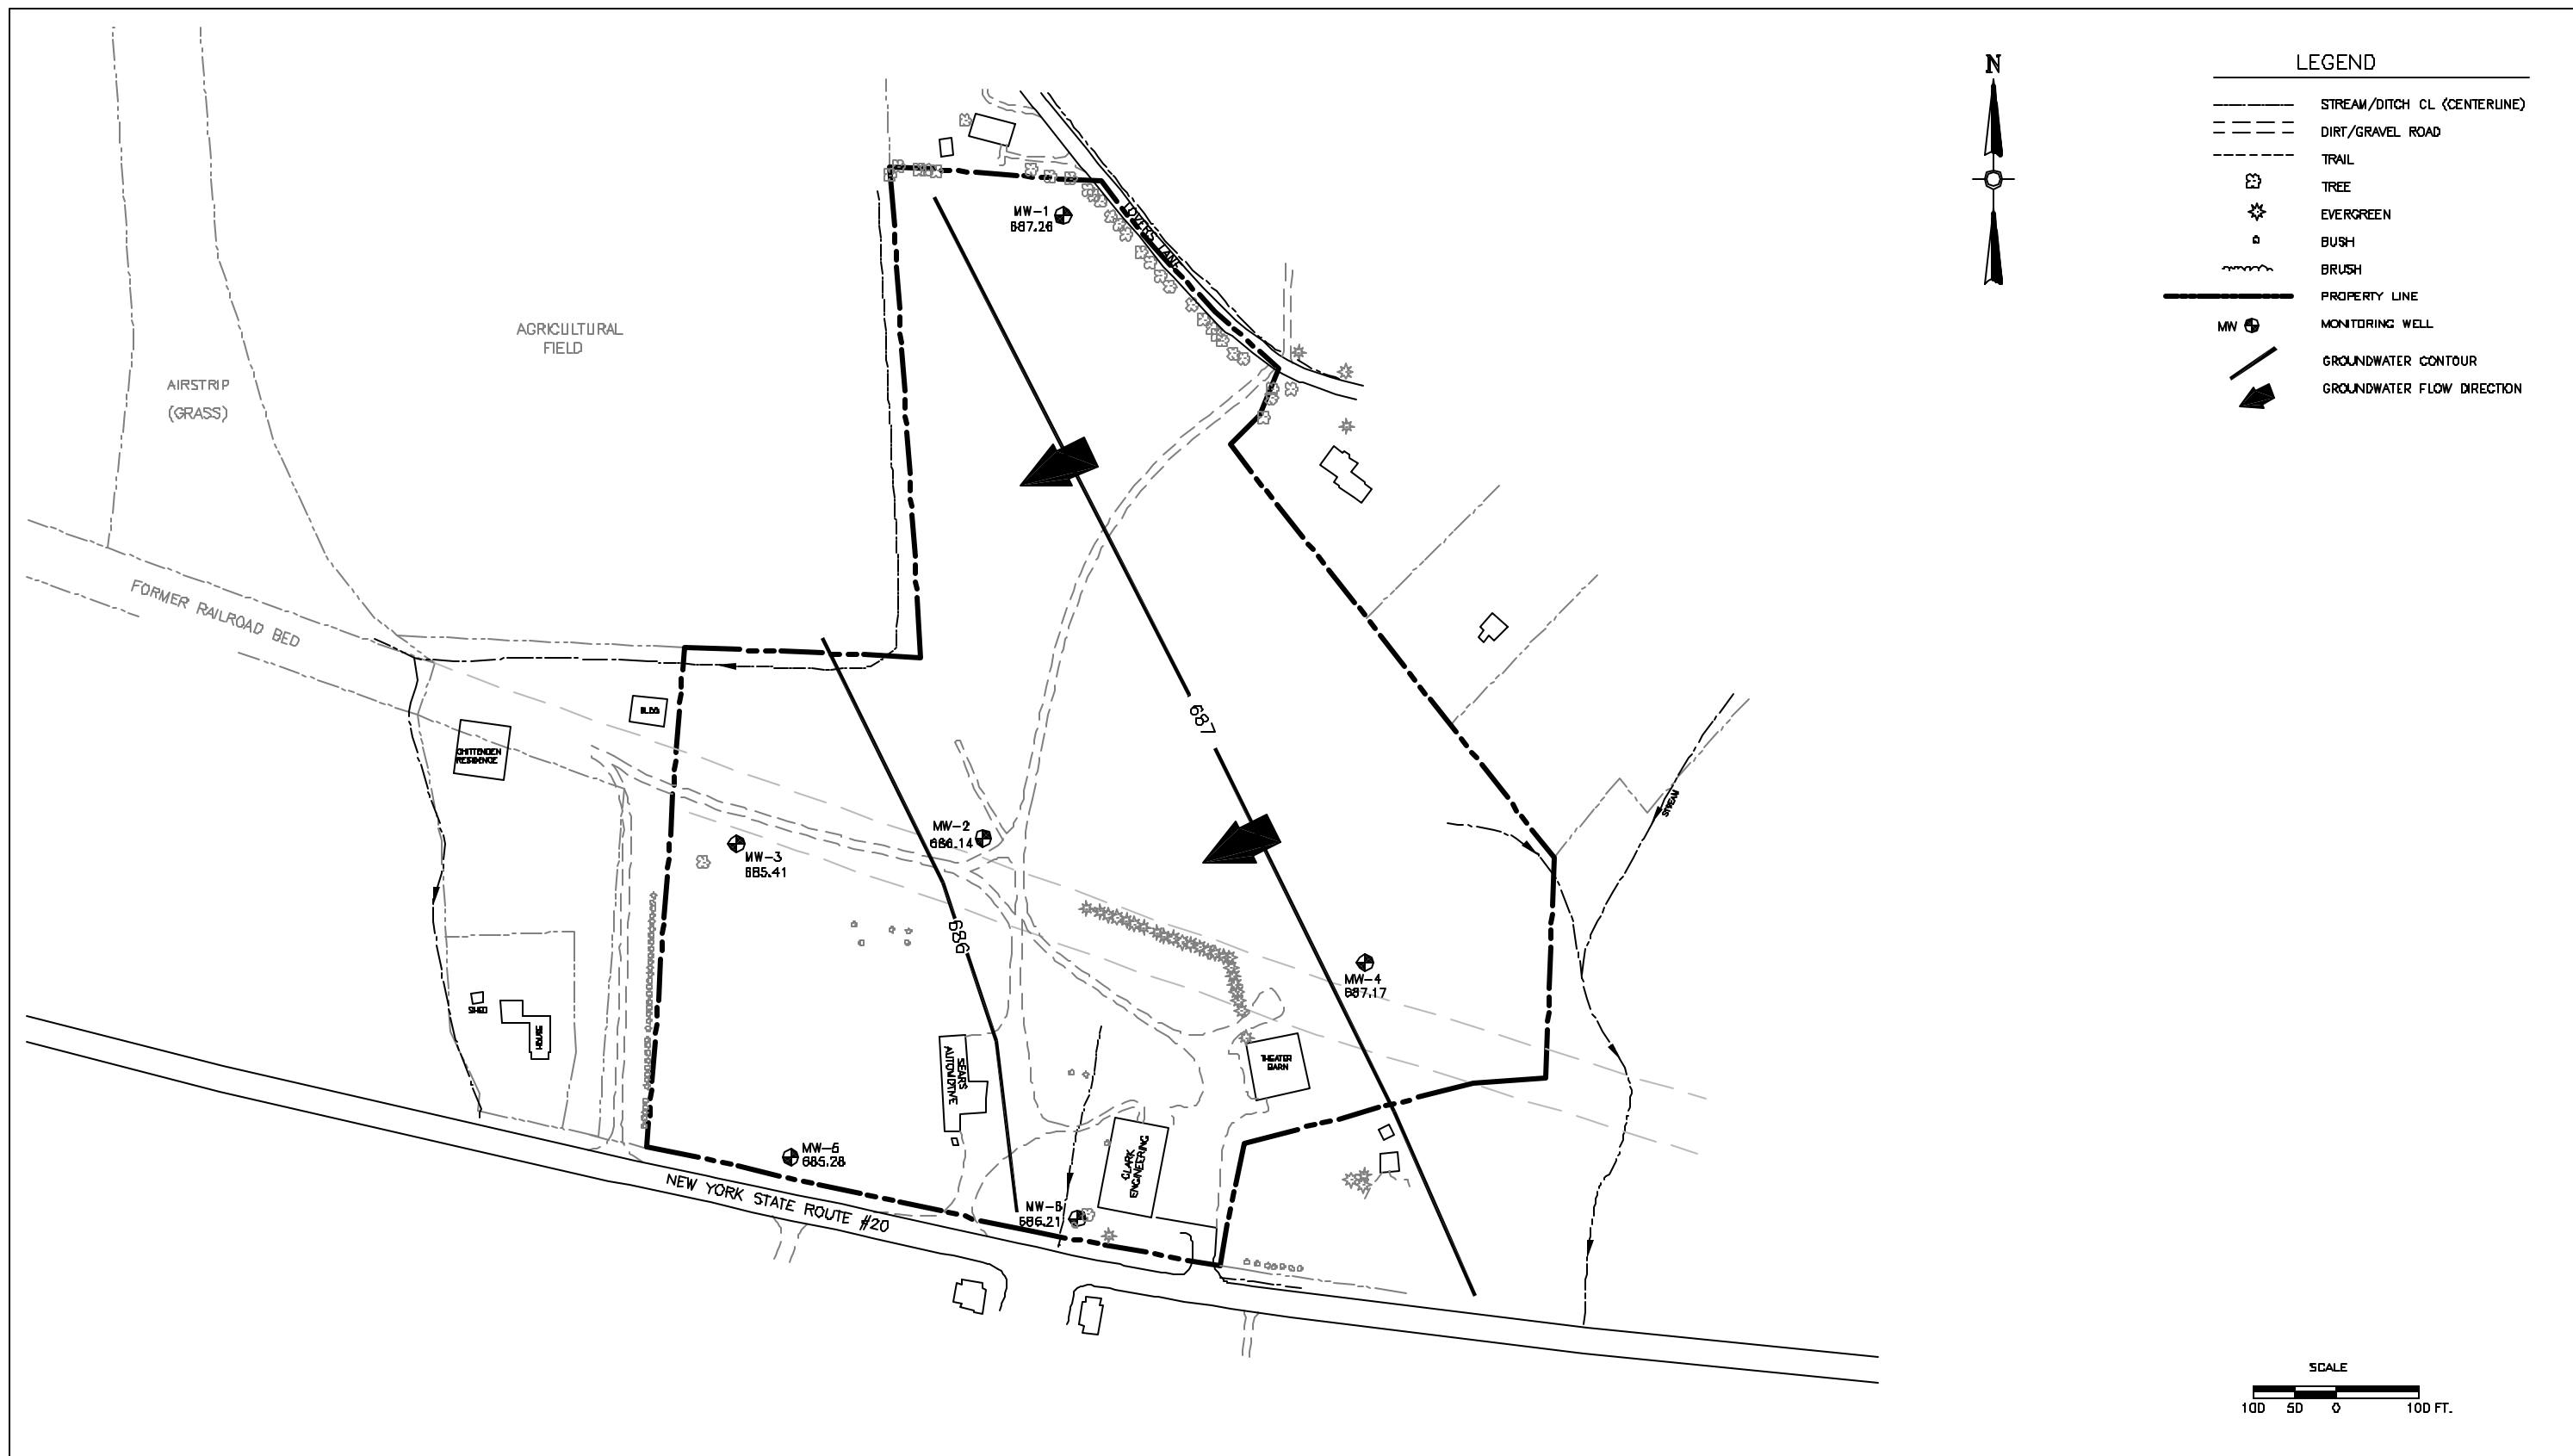 N
LEGEND
STREAM/DITCH CL (CENTERLINE)
DIRT/GRAVEL ROAD
TRAIL
TREE
EVERGREEN
BUSH
BRUSH
PROPERTY LINE
MW
MONITORING WELL
GROUNDWATER CONTOUR
GROUNDWATER FLOW DIRECTION
MW-1
687.26
LOVERS LANE
AGRICULTURAL
FIELD
AIRSTRIP
(GRASS)
FORMER RAILROAD BED
BLDG
CHITTENDEN
RESIDENCE
687
STREAM
MW-2
686.14
MW-3
685.41
686
MW-4
687.17
SHED
BARN
SEARS
AUTOMOTIVE
THEATER
BARN
CLARK
ENGINEERING
MW-5
685.28
MW-6
686.21
NEW YORK STATE ROUTE #20
SCALE
100 50 0 100 FT.